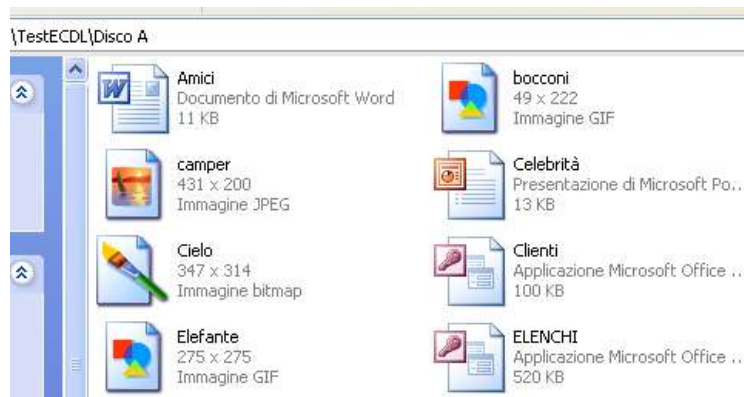 \TestECDL\Disco A
Amici
Documento di Microsoft Word
11 KB
bocconi
49 x 222
Immagine GIF
camper
431 x 200
Immagine JPEG
Celebrità
Presentazione di Microsoft Po...
13 KB
Cielo
347 x 314
Immagine bitmap
Clienti
Applicazione Microsoft Office ...
100 KB
Elefante
275 x 275
Immagine GIF
ELENCHI
Applicazione Microsoft Office ...
520 KB